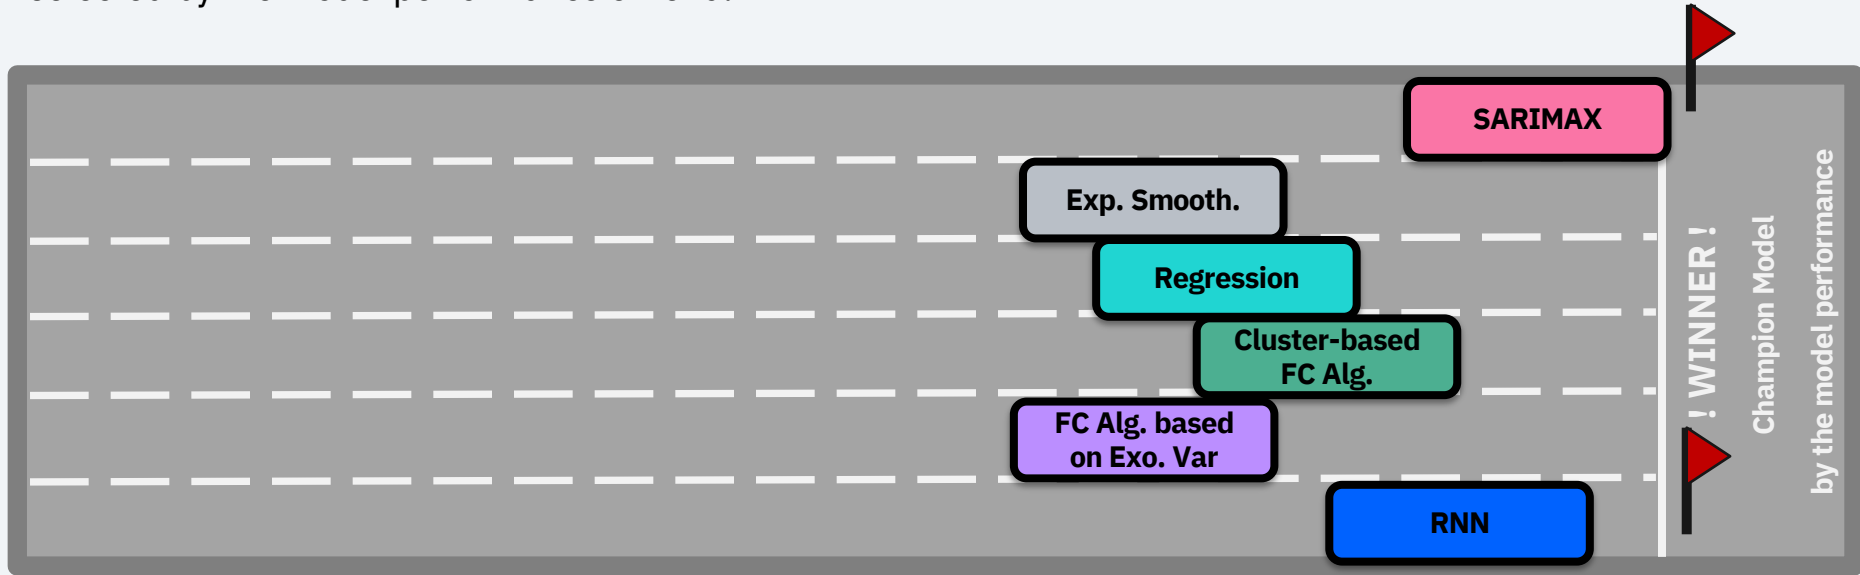 SARIMAX
Exp. Smooth.
Regression
Cluster-based
FC Alg.
FC Alg. based
on Exo. Var
RNN
! WINNER !
Champion Model
by the model performance